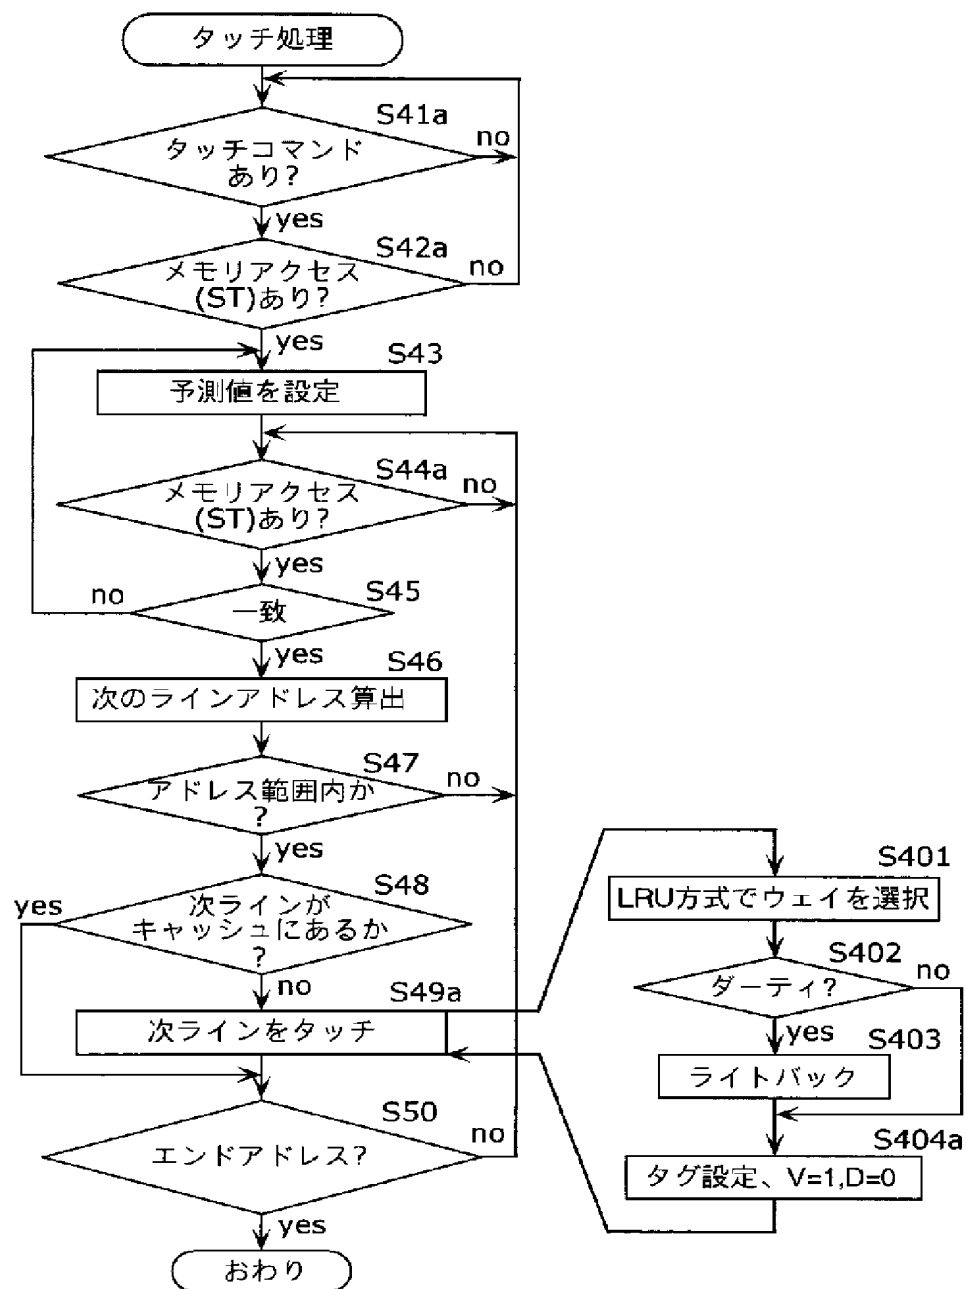 タッチ処理
S41a
タッチコマンド
あり?
no
yes
S42a
メモリアクセス
(ST)あり?
no
yes
S43
予測値を設定
S44a
メモリアクセス
(ST)あり?
no
yes
S45
一致
no
yes
S46
次のラインアドレス算出
S47
アドレス範囲内か
?
no
yes
S48
次ラインが
キャッシュにあるか
?
yes
no
S49a
次ラインをタッチ
S50
エンドアドレス?
no
yes
おわり
S401
LRU方式でウェイを選択
S402
ダーティ?
no
yes
S403
ライトバック
S404a
タグ設定、V=1,D=0